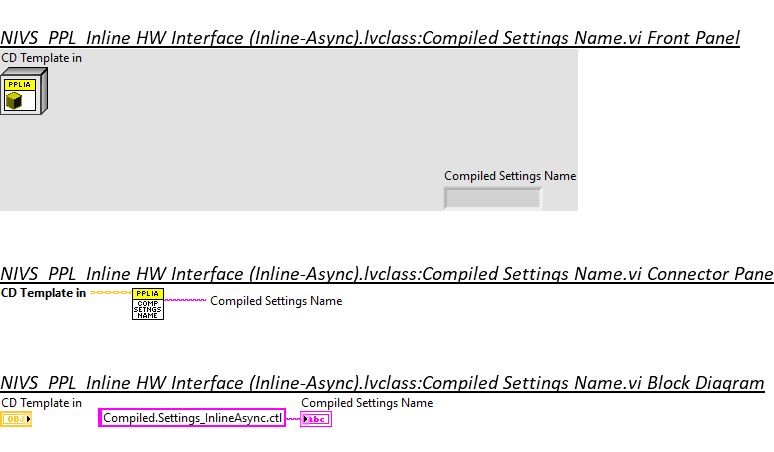 NIVS_PPL_Inline HW Interface (Inline-Async).lvclass:Compiled Settings Name.vi Front Panel
CD Template in
PPLIA
Compiled Settings Name
NIVS_PPL_Inline HW Interface (Inline-Async).lvclass:Compiled Settings Name.vi Connector Pane
CD Template in
PPLIA
COMP
SETNGS
NAME
Compiled Settings Name
NIVS_PPL_Inline HW Interface (Inline-Async).lvclass:Compiled Settings Name.vi Block Diagram
CD Template in
Compiled Settings Name
OBJ
Compiled.Settings_InlineAsync.ctl
abc